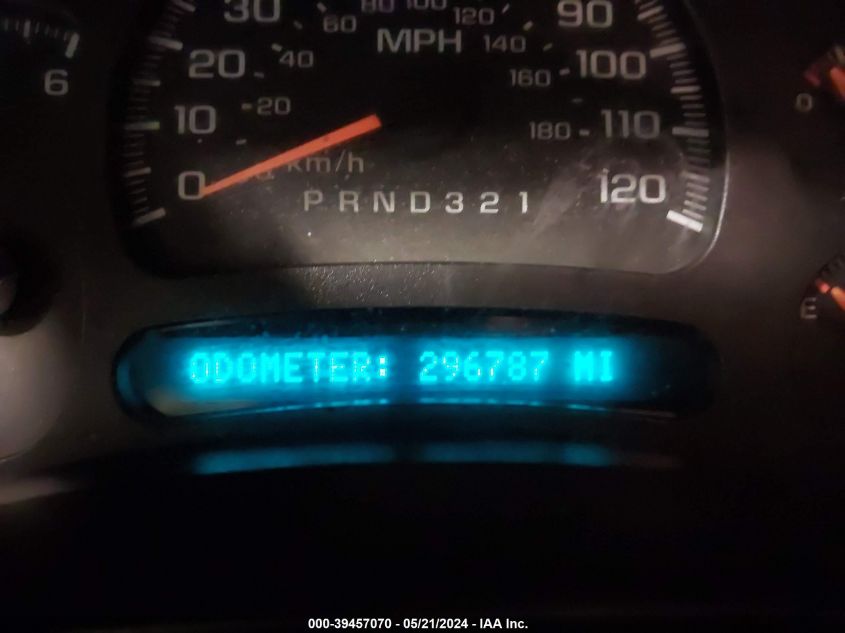 30 60 80 100 120 90
MPH 140
20 40 160 100
6
10 20 180 110
0
km/h
0 120
PRND321
E
ODOMETER: 296787 MI
000-39457070 - 05/21/2024 - IAA Inc.